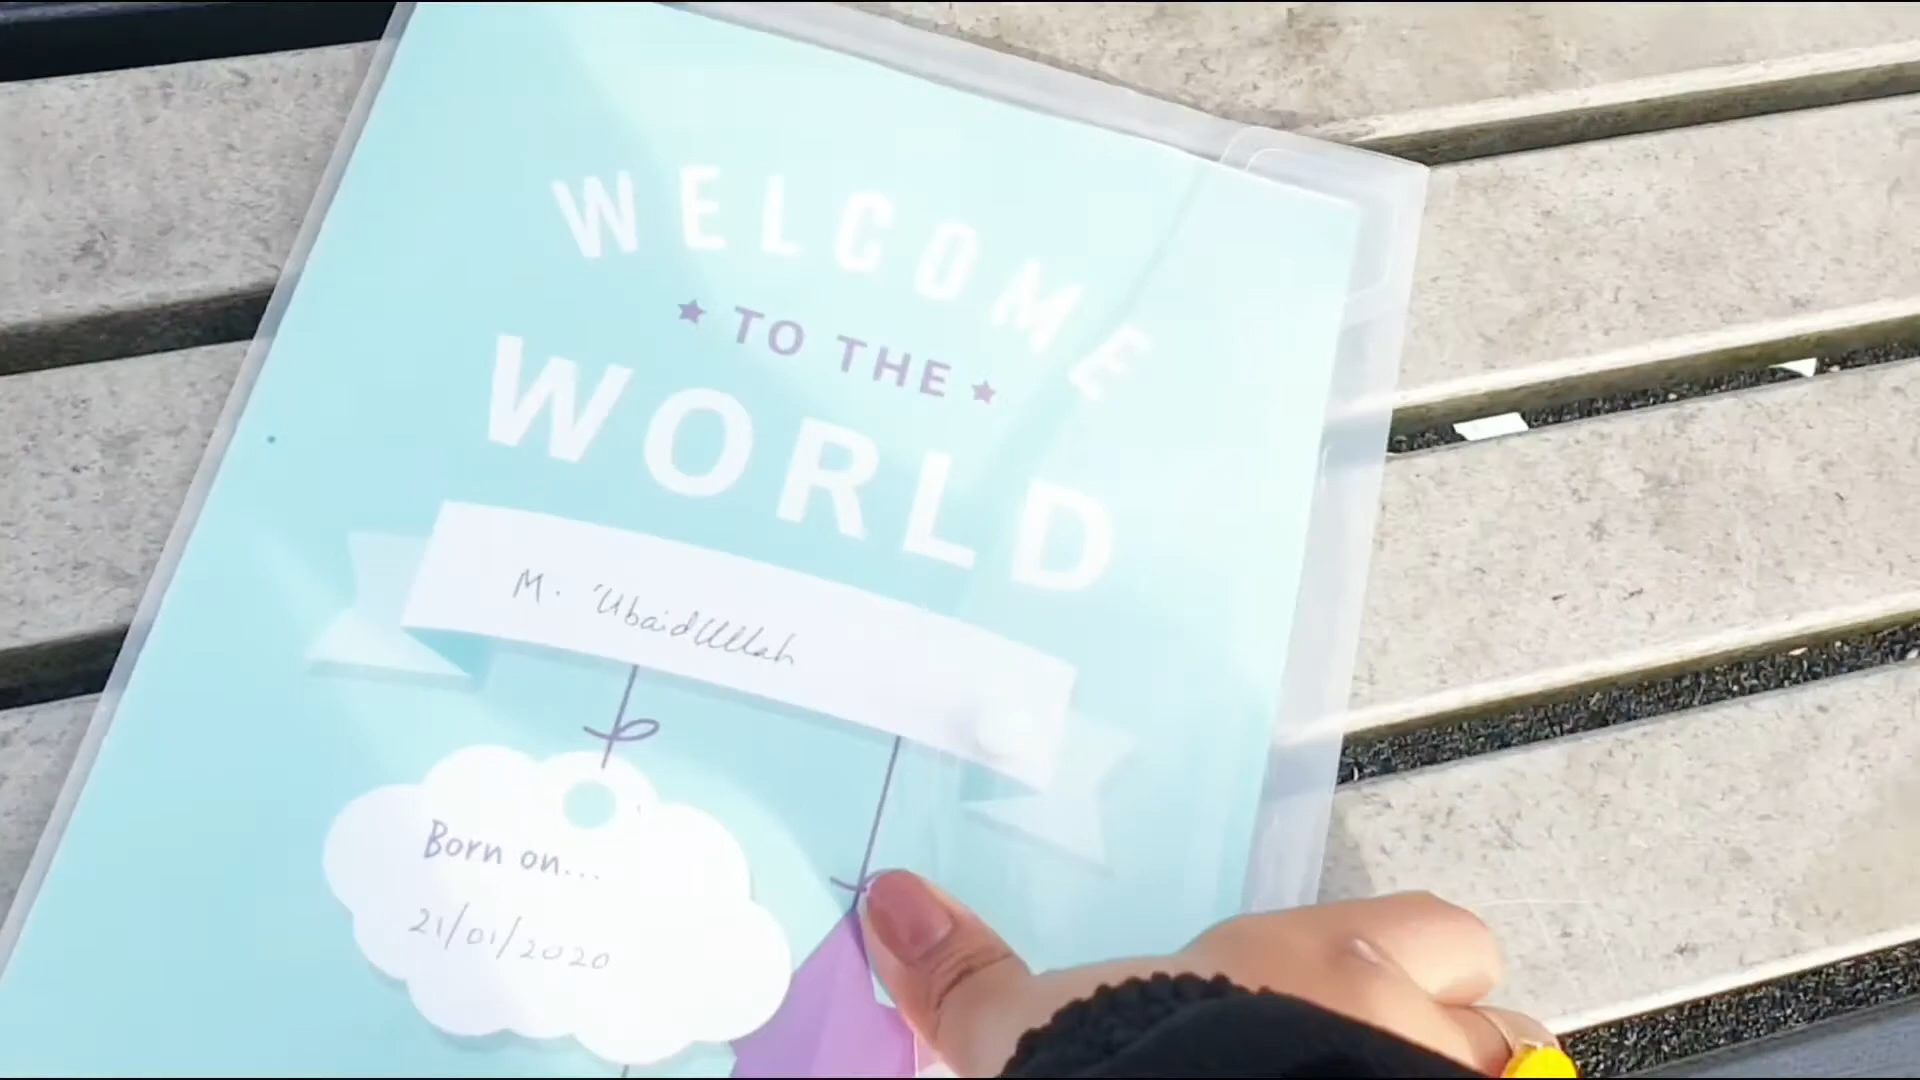 WELCOME
★ TO THE ★
WORLD
M. 'Ubaidullah
Born on...
21/01/2020